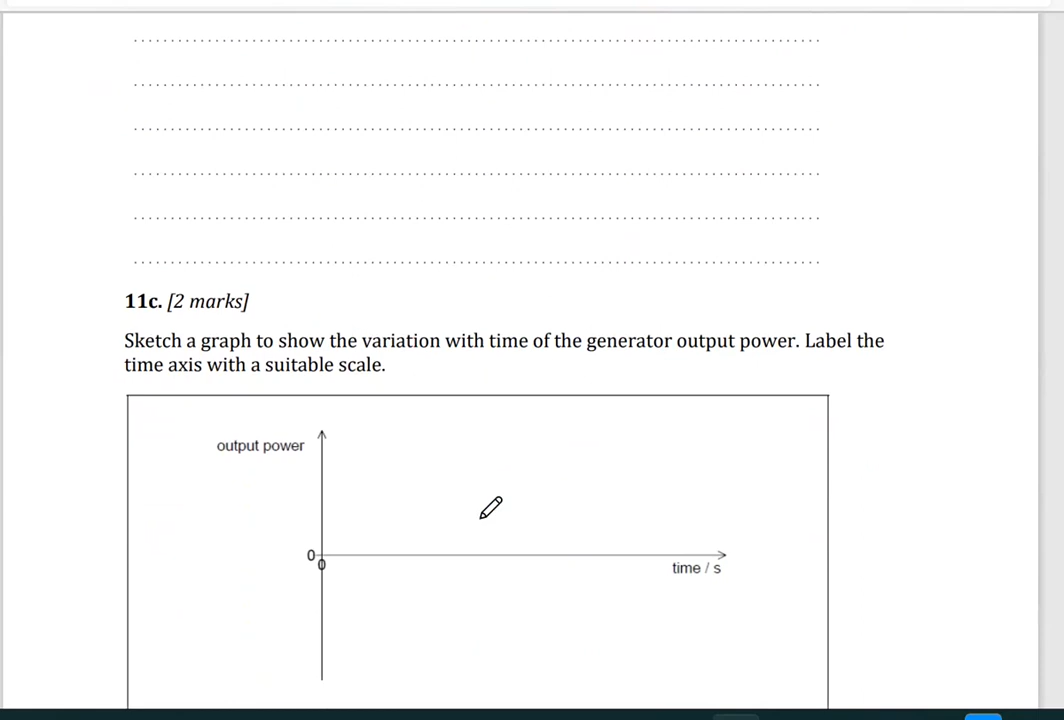 11c. [2 marks]
Sketch a graph to show the variation with time of the generator output power. Label the
time axis with a suitable scale.
output power
0
0
time / s